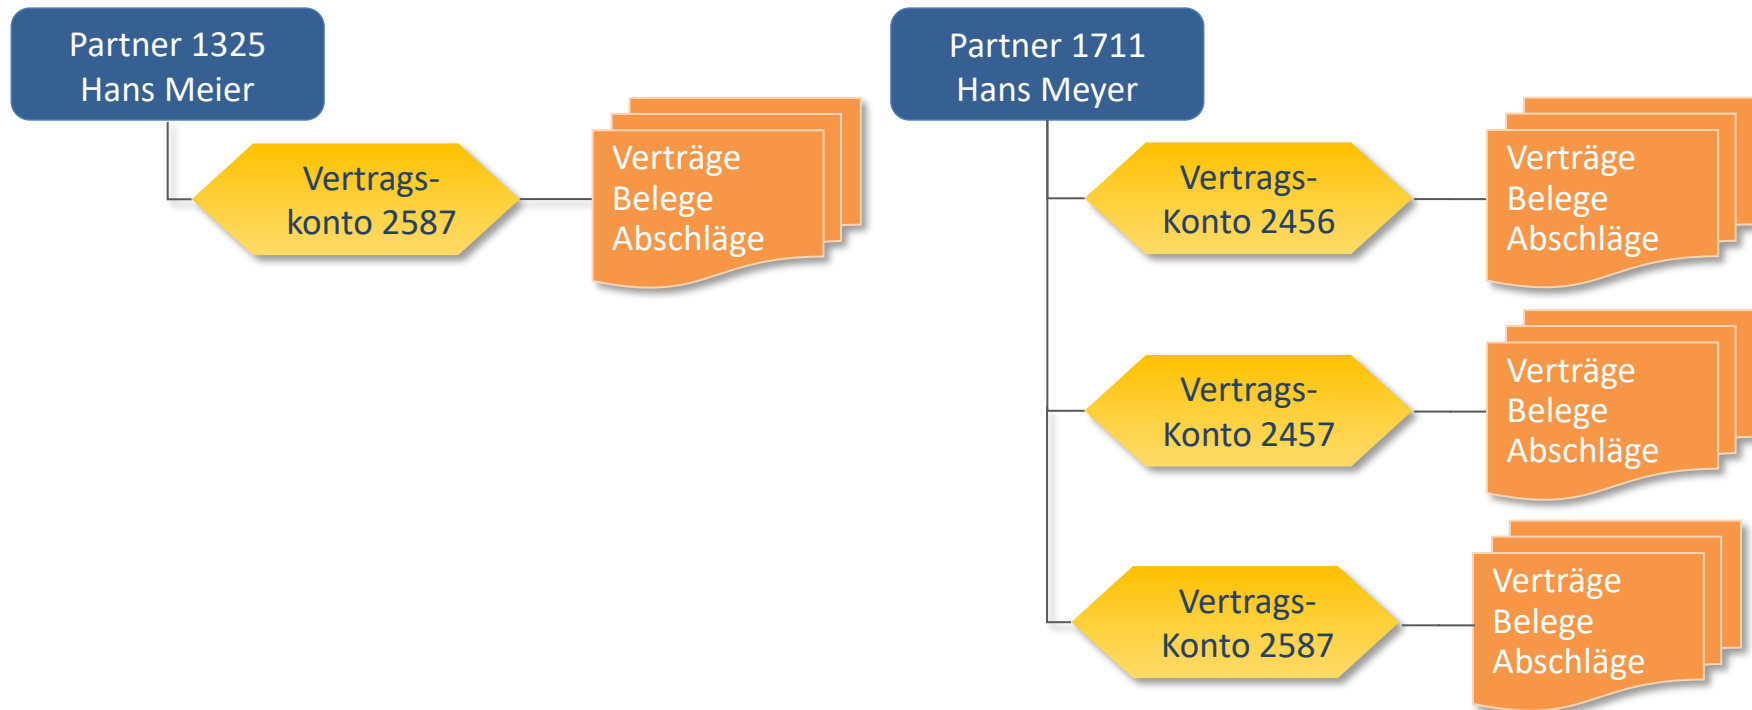 Partner 1325
Hans Meier
Vertrags-
konto 2587
Verträge
Belege
Abschläge
Partner 1711
Hans Meyer
Vertrags-
Konto 2456
Verträge
Belege
Abschläge
Vertrags-
Konto 2457
Verträge
Belege
Abschläge
Vertrags-
Konto 2587
Verträge
Belege
Abschläge